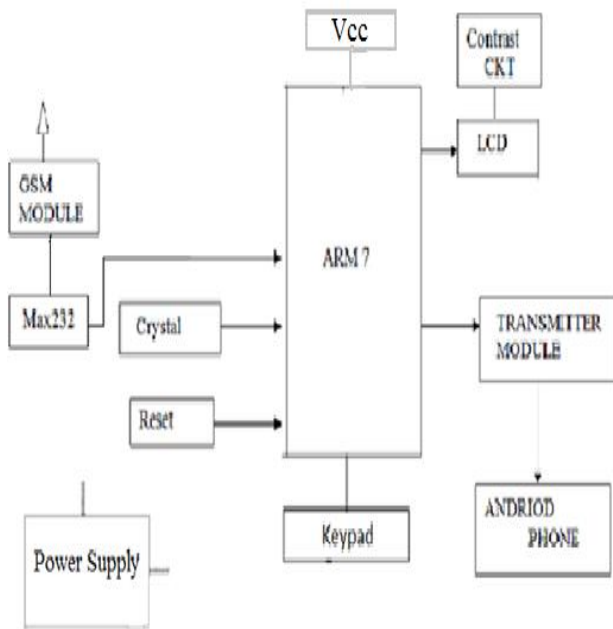 Vcc
Contrast
CKT
LCD
GSM
MODULE
ARM 7
Max232
Crystal
TRANSMITTER
MODULE
Reset
ANDRIOD
PHONE
Keypad
Power Supply